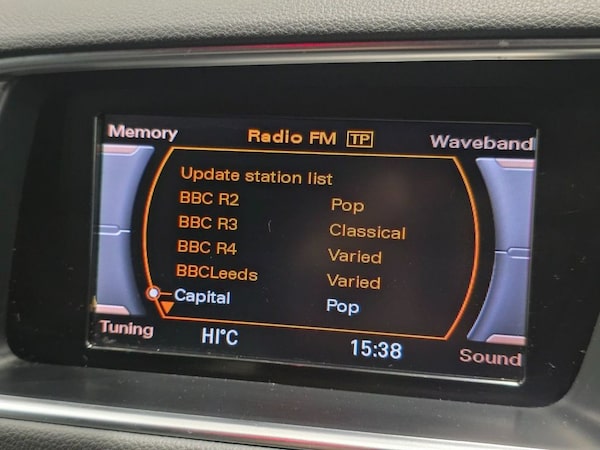 Memory Radio FM TP Waveband
Update station list
BBC R2 Pop
BBC R3 Classical
BBC R4 Varied
BBCLeeds Varied
Capital Pop
Tuning HI°C 15:38 Sound